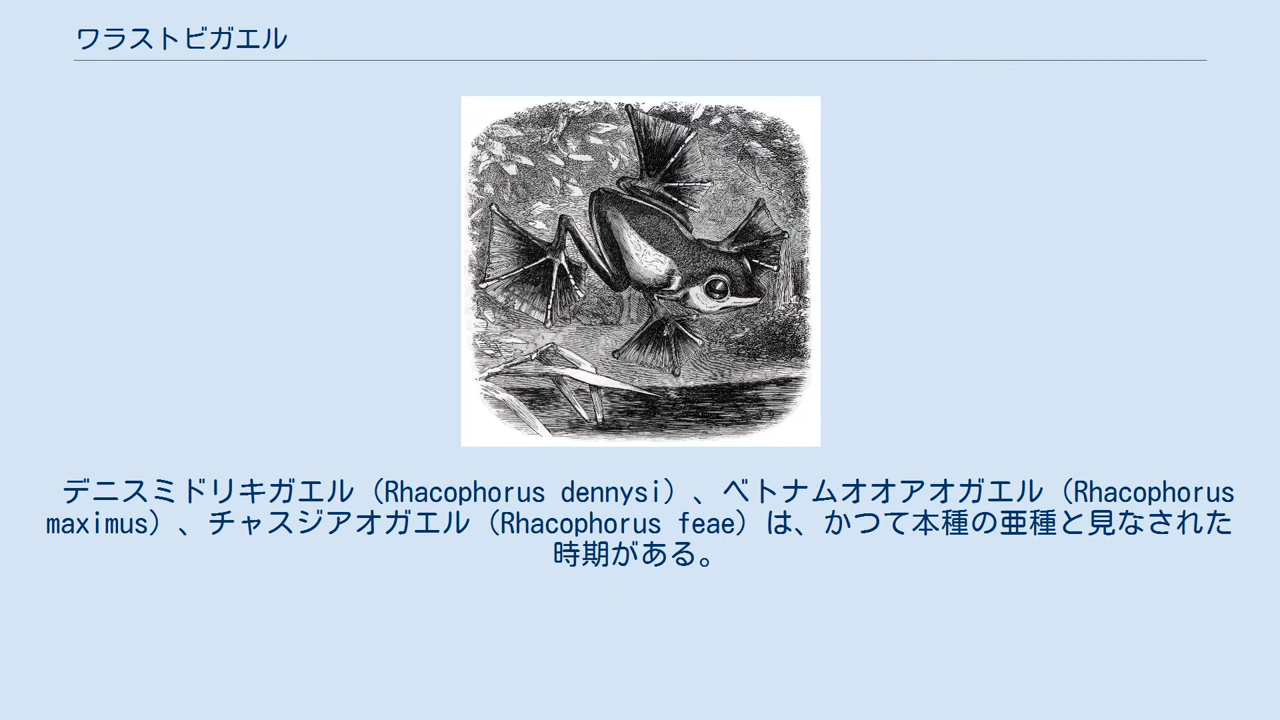 ワラストビガエル
デニスミドリキガエル（Rhacophorus dennysi）、ベトナムオオアオガエル（Rhacophorus
maximus）、チャスジアオガエル（Rhacophorus feae）は、かつて本種の亜種と見なされた
時期がある。